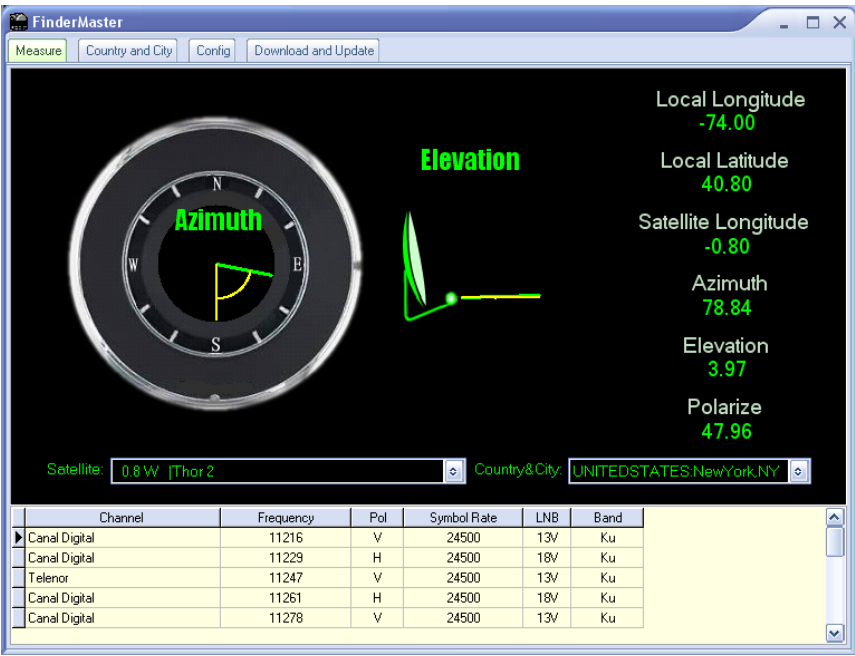 FinderMaster
Measure Country and City Config Download and Update
N
W
E
S
Azimuth
Elevation
Local Longitude
-74.00
Local Latitude
40.80
Satellite Longitude
-0.80
Azimuth
78.84
Elevation
3.97
Polarize
47.96
Satellite: 0.8 W |Thor 2 Country&City: UNITEDSTATES:NewYork,NY
Channel Frequency Pol Symbol Rate LNB Band
Canal Digital 11216 V 24500 13V Ku
Canal Digital 11229 H 24500 18V Ku
Telenor 11247 V 24500 13V Ku
Canal Digital 11261 H 24500 18V Ku
Canal Digital 11278 V 24500 13V Ku